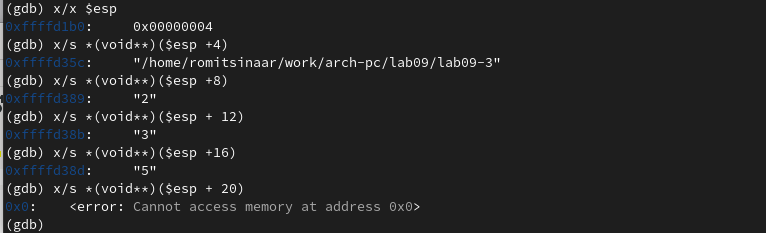 (gdb) x/x $esp
0xffffd1b0:     0x00000004
(gdb) x/s *(void**)($esp +4)
0xffffd35c:     "/home/romitsinaar/work/arch-pc/lab09/lab09-3"
(gdb) x/s *(void**)($esp +8)
0xffffd389:     "2"
(gdb) x/s *(void**)($esp + 12)
0xffffd38b:     "3"
(gdb) x/s *(void**)($esp +16)
0xffffd38d:     "5"
(gdb) x/s *(void**)($esp + 20)
0x0:    <error: Cannot access memory at address 0x0>
(gdb)